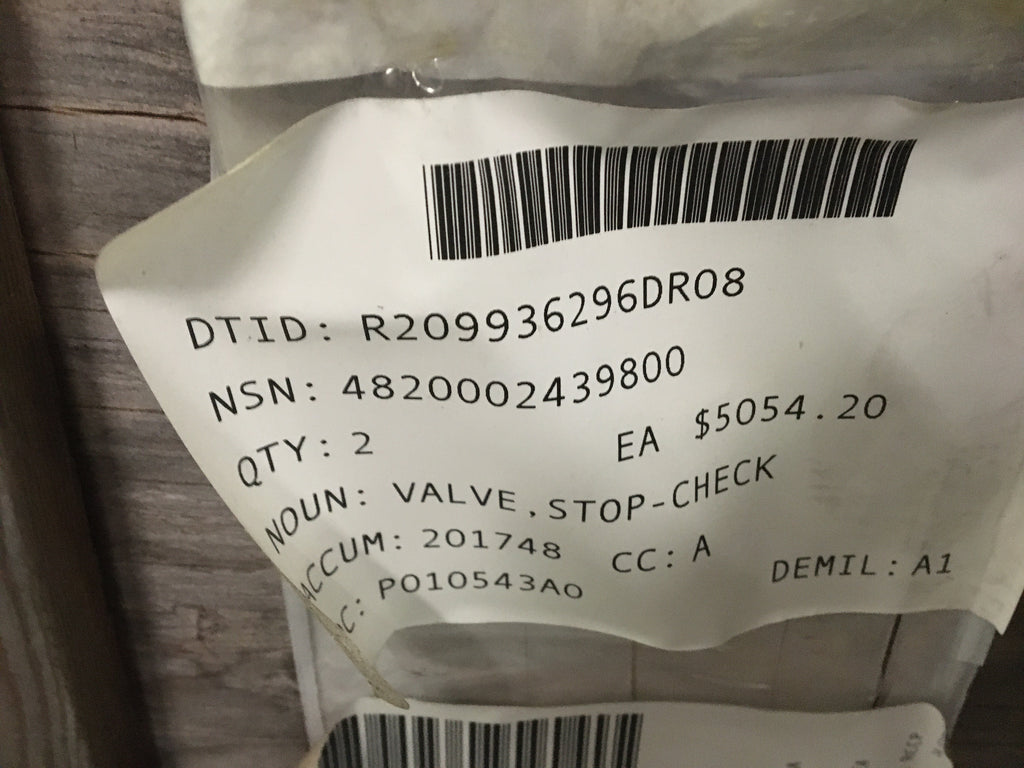 DTID: R209936296DR08
NSN: 4820002439800
QTY: 2 EA $5054.20
NOUN: VALVE,STOP-CHECK
ACCUM: 201748 CC: A DEMIL: A1
C: P010543A0